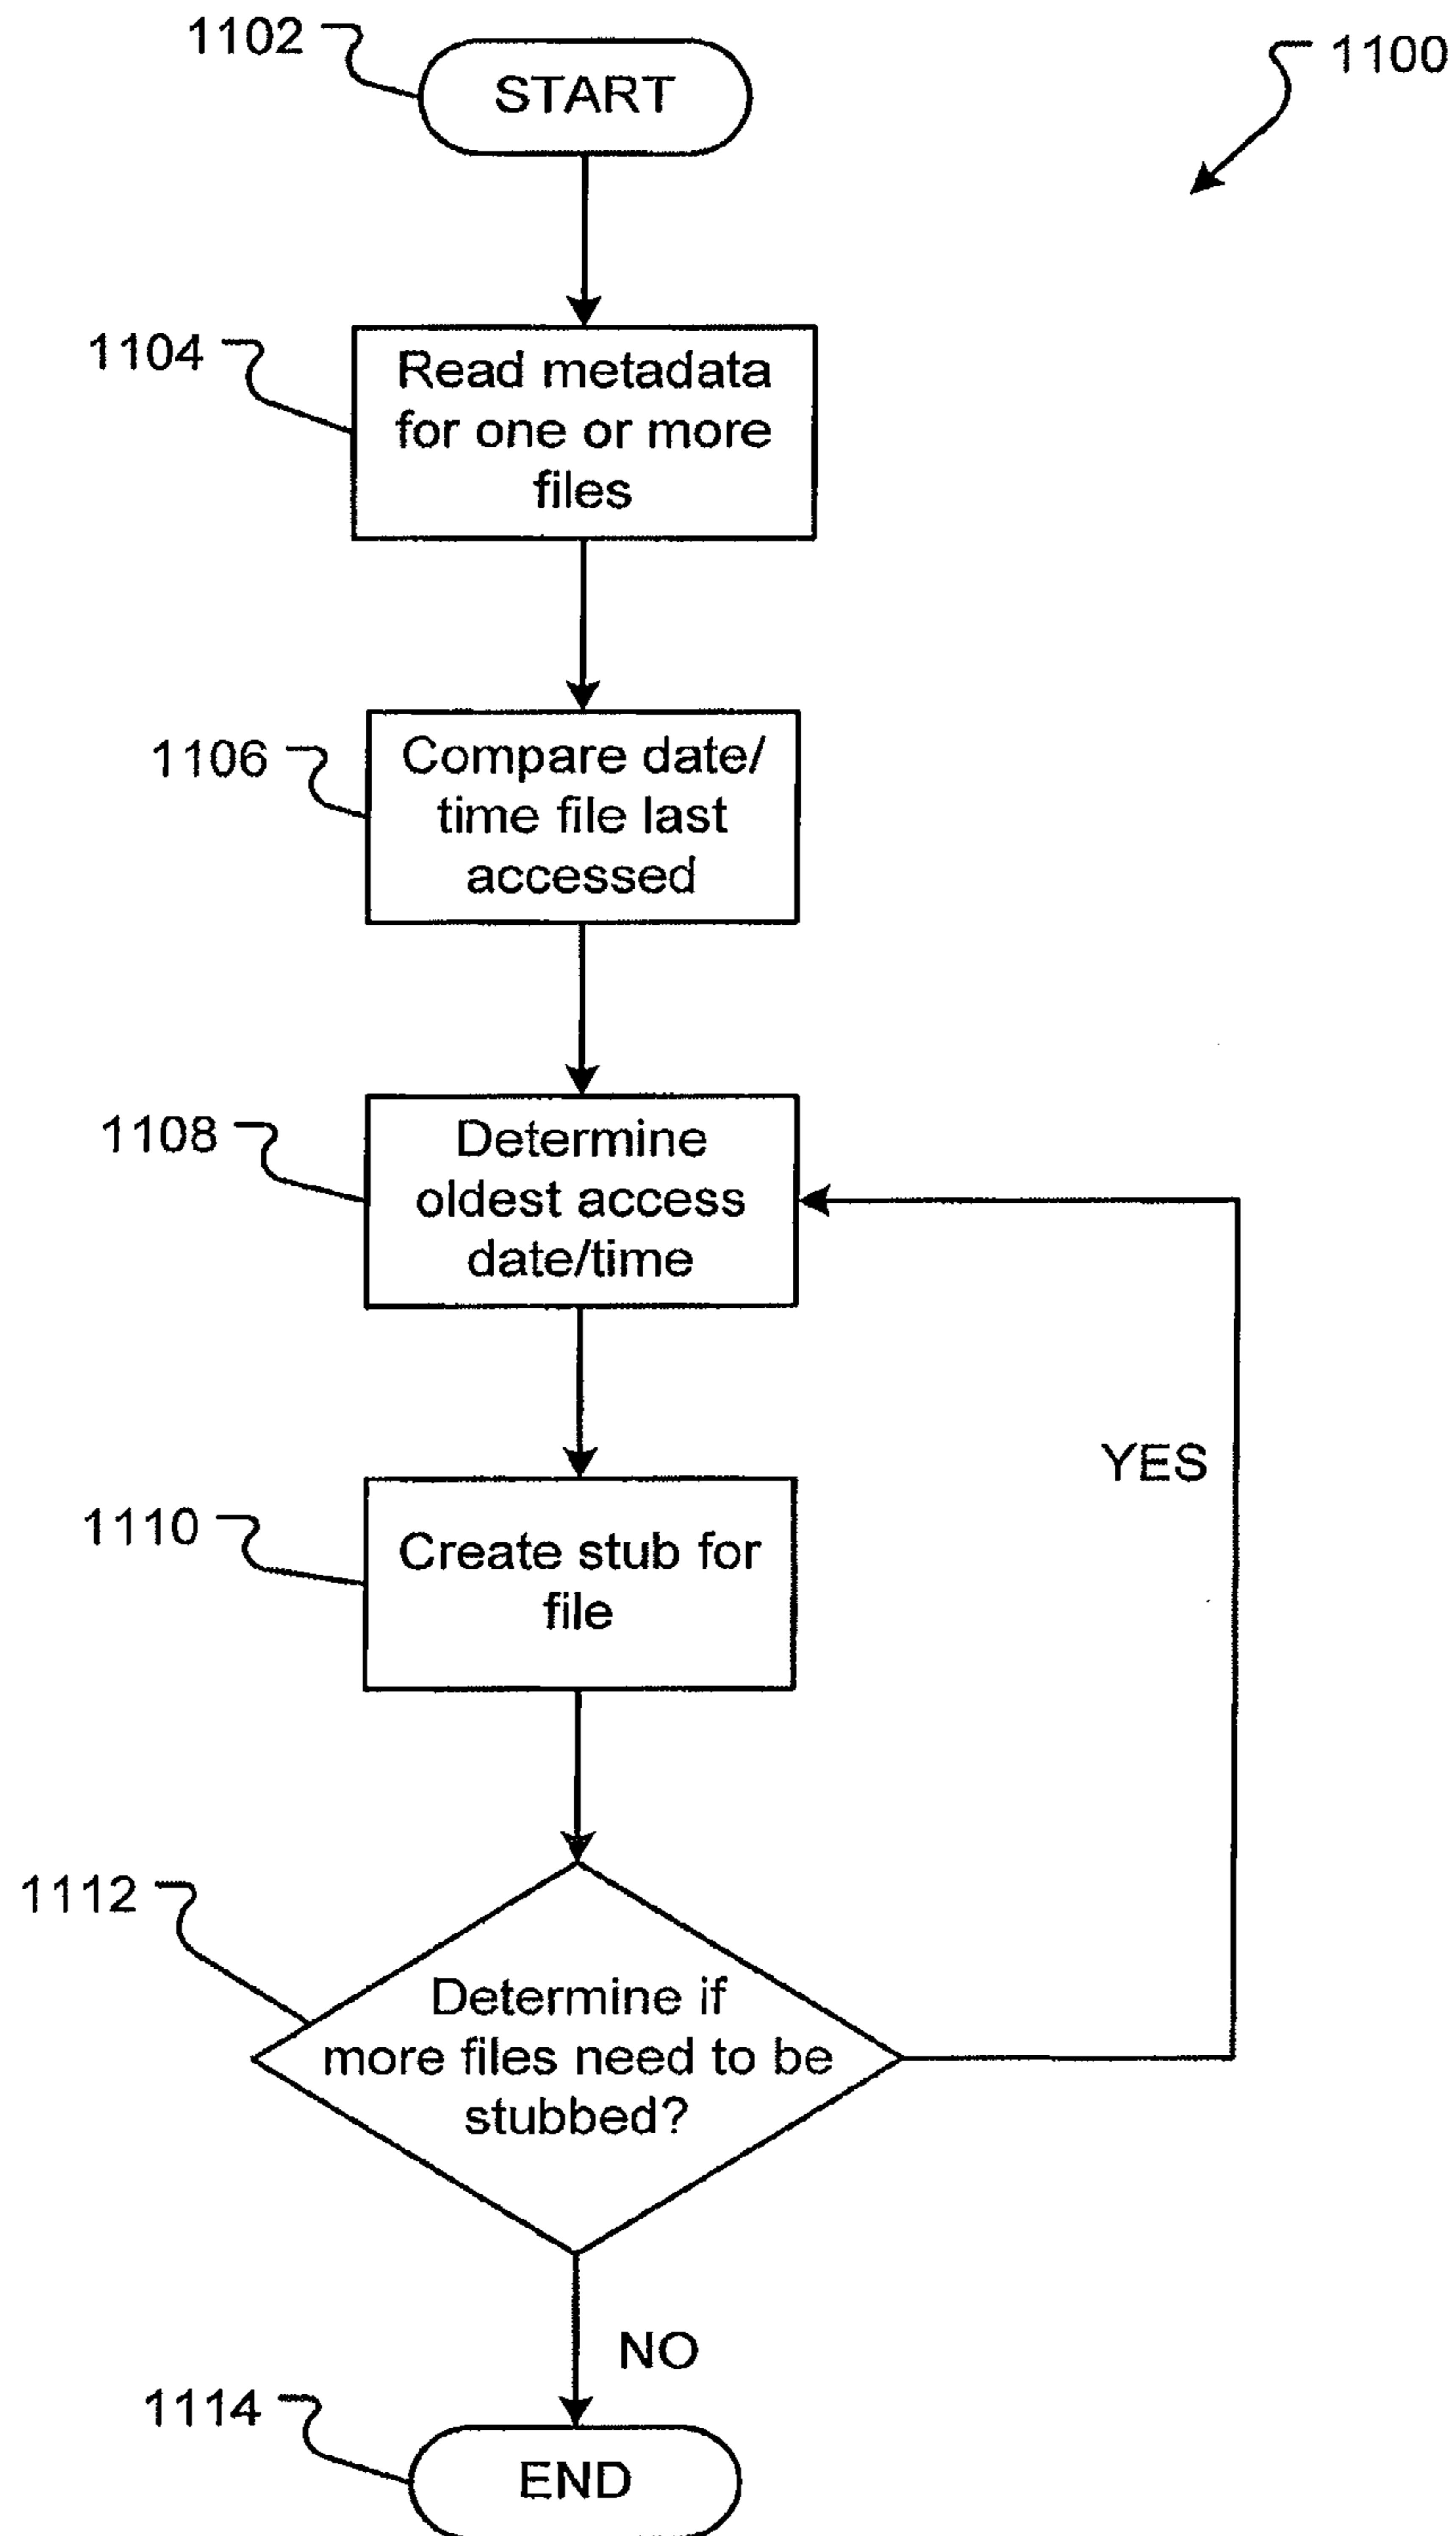 1102
START
1100
1104
Read metadata
for one or more
files
1106
Compare date/
time file last
accessed
1108
Determine
oldest access
date/time
YES
1110
Create stub for
file
1112
Determine if
more files need to be
stubbed?
NO
1114
END